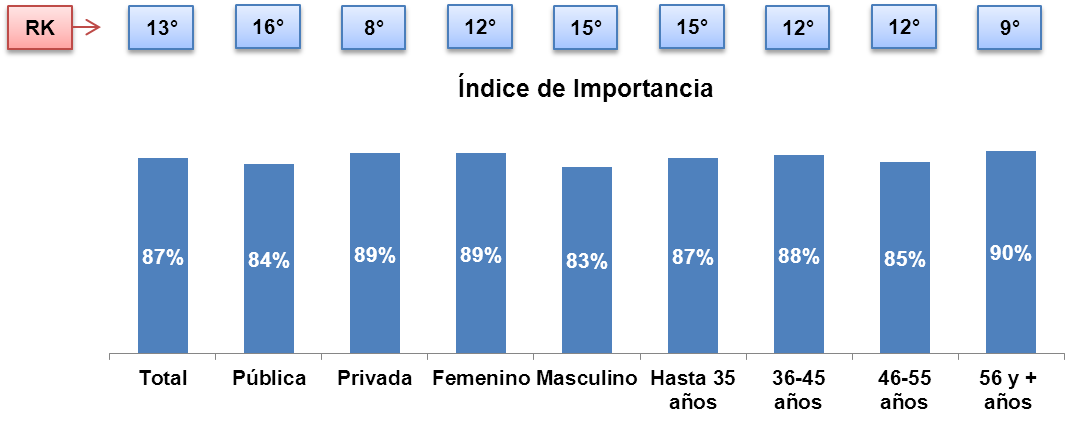 RK 13° 16° 8° 12° 15° 15° 12° 12° 9°
Índice de Importancia
87% 84% 89% 89% 83% 87% 88% 85% 90%
Total Pública Privada Femenino Masculino Hasta 35 años 36-45 años 46-55 años 56 y + años